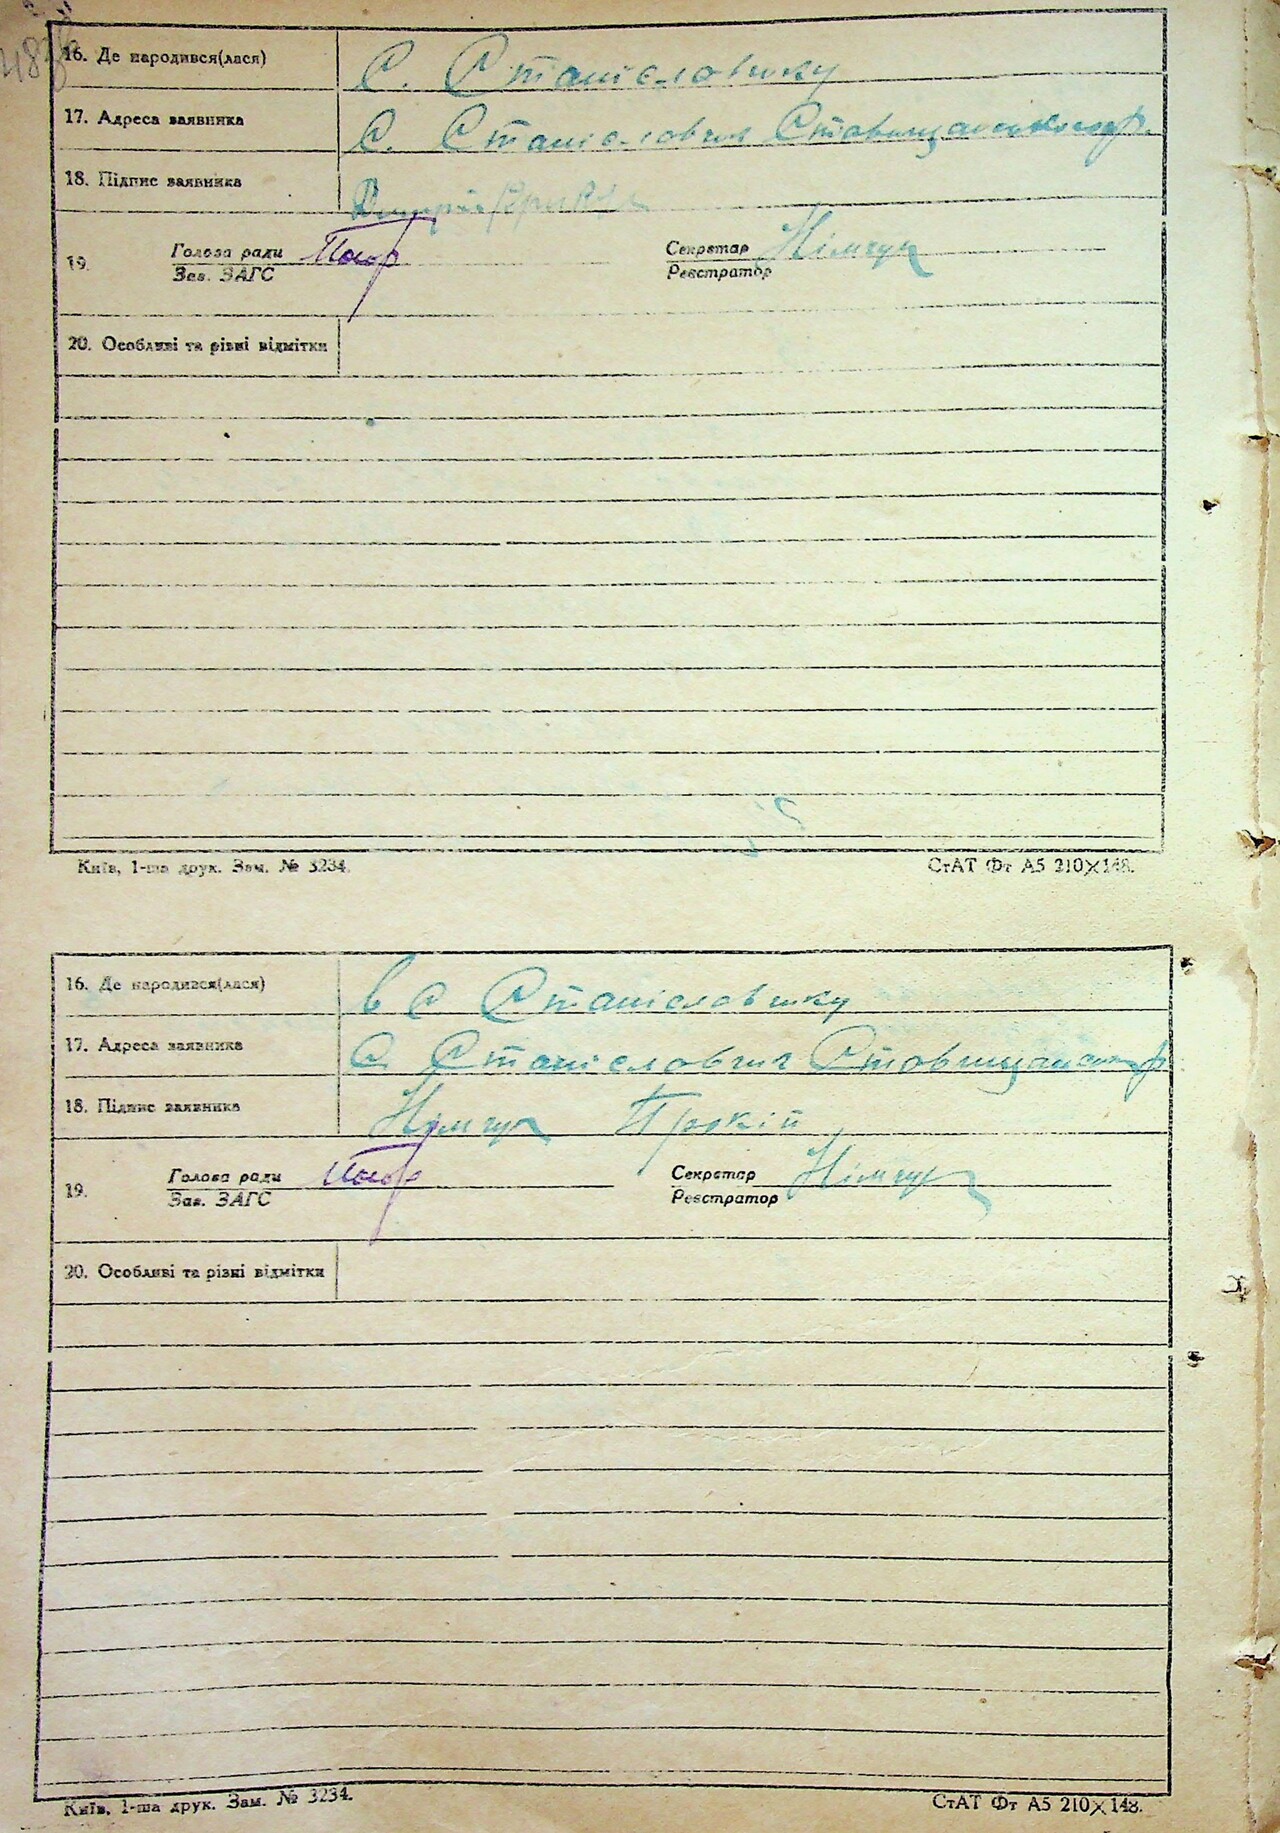 16. Де народився(лася) С. Станіславчику
17. Адреса заявника С. Станіславчик Ставищанського р.
18. Підпис заявника
19. Голова ради Секретар Німчук
Зав. ЗАГС Реєстратор
20. Особливі та різні відмітки
Київ, 1-ша друк. Зам. № 3234. СтАТ Фт А5 210×148.
16. Де народився(лася) в с Станіславчику
17. Адреса заявника С. Станіславчик
18. Підпис заявника Німчук Прокіп
19. Голова ради Секретар Німчук
Зав. ЗАГС Реєстратор
20. Особливі та різні відмітки
Київ, 1-ша друк. Зам. № 3234. СтАТ Фт А5 210×148.